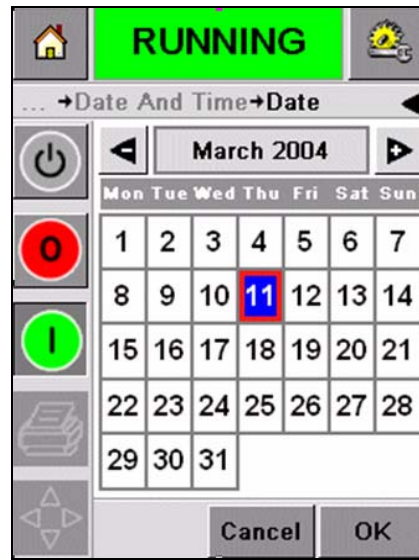 RUNNING
... →Date And Time→Date
March 2004
Mon Tue Wed Thu Fri Sat Sun
1 2 3 4 5 6 7
0
8 9 10 11 12 13 14
I
15 16 17 18 19 20 21
22 23 24 25 26 27 28
29 30 31
Cancel OK